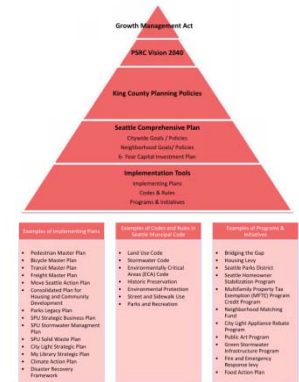 Growth Management Act
PSRC Vision 2040
King County Planning Policies
Seattle Comprehensive Plan
Citywide Goals / Policies
Neighborhood Goals/ Policies
6- Year Capital Investment Plan
Implementation Tools
Implementing Plans
Codes & Rules
Programs & Initiatives
Examples of Implementing Plans
• Pedestrian Master Plan
• Bicycle Master Plan
• Transit Master Plan
• Freight Master Plan
• Move Seattle Action Plan
• Consolidated Plan for
Housing and Community
Development
• Parks Legacy Plan
• SPU Strategic Business Plan
• SPU Stormwater Managment
Plan
• SPU Solid Waste Plan
• City Light Strategic Plan
• My Library Strategic Plan
• Climate Action Plan
• Disaster Recovery
Framework
Examples of Codes and Rules in
Seattle Municipal Code
• Land Use Code
• Stormwater Code
• Environmentally Critical
Areas (ECA) Code
• Historic Preservation
• Environmental Protection
• Street and Sidewalk Use
• Parks and Recreation
Examples of Programs &
Initiatives
• Bridging the Gap
• Housing Levy
• Seattle Parks District
• Seattle Homeowner
Stabilization Program
• Multifamily Property Tax
Exemption (MFTE) Program
Credit Program
• Neighborhood Matching
Fund
• City Light Appliance Rebate
Program
• Public Art Program
• Green Stormwater
Infrastructure Program
• Fire and Emergency
Response levy
• Food Action Plan